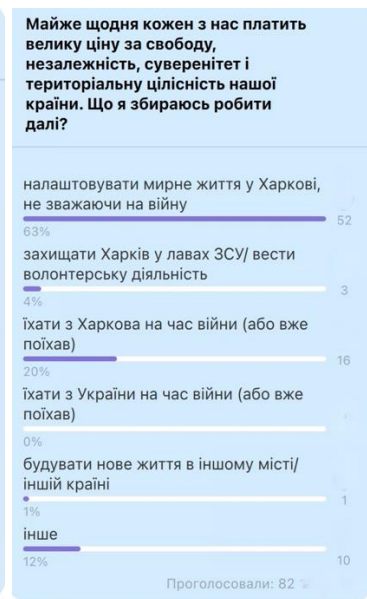 Майже щодня кожен з нас платить
велику ціну за свободу,
незалежність, суверенітет і
територіальну цілісність нашої
країни. Що я збираюсь робити
далі?
налаштовувати мирне життя у Харкові,
не зважаючи на війну
52
63%
захищати Харків у лавах ЗСУ/ вести
волонтерську діяльність
3
4%
їхати з Харкова на час війни (або вже
поїхав)
16
20%
їхати з України на час війни (або вже
поїхав)
0%
будувати нове життя в іншому місті/
іншій країні
1
1%
інше
10
12%
Проголосовали: 82